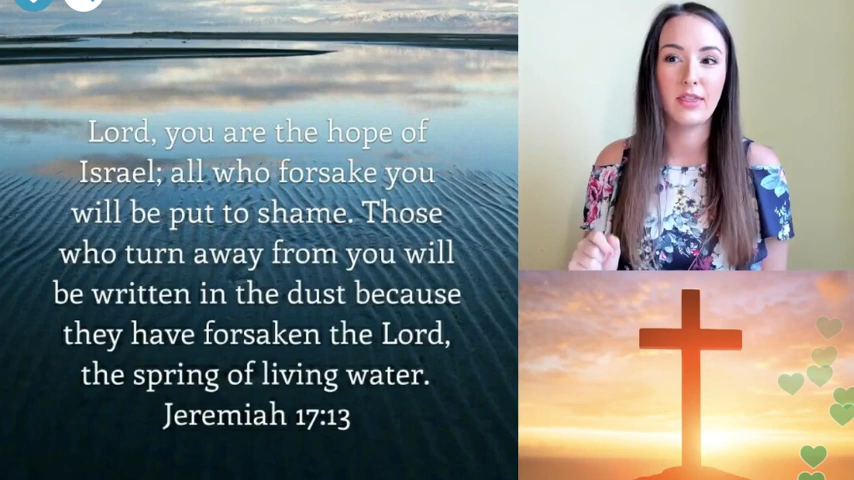 Lord, you are the hope of
Israel; all who forsake you
will be put to shame. Those
who turn away from you will
be written in the dust because
they have forsaken the Lord,
the spring of living water.
Jeremiah 17:13